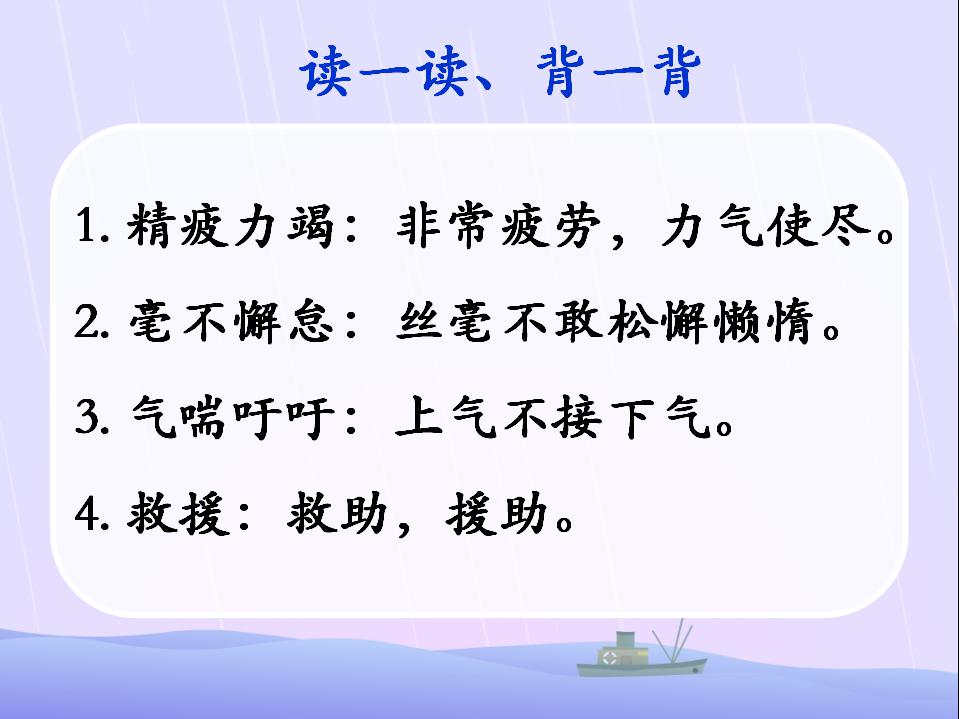 读一读、背一背
1. 精疲力竭：非常疲劳，力气使尽。
2. 毫不懈怠：丝毫不敢松懈懒惰。
3. 气喘吁吁：上气不接下气。
4. 救援：救助，援助。